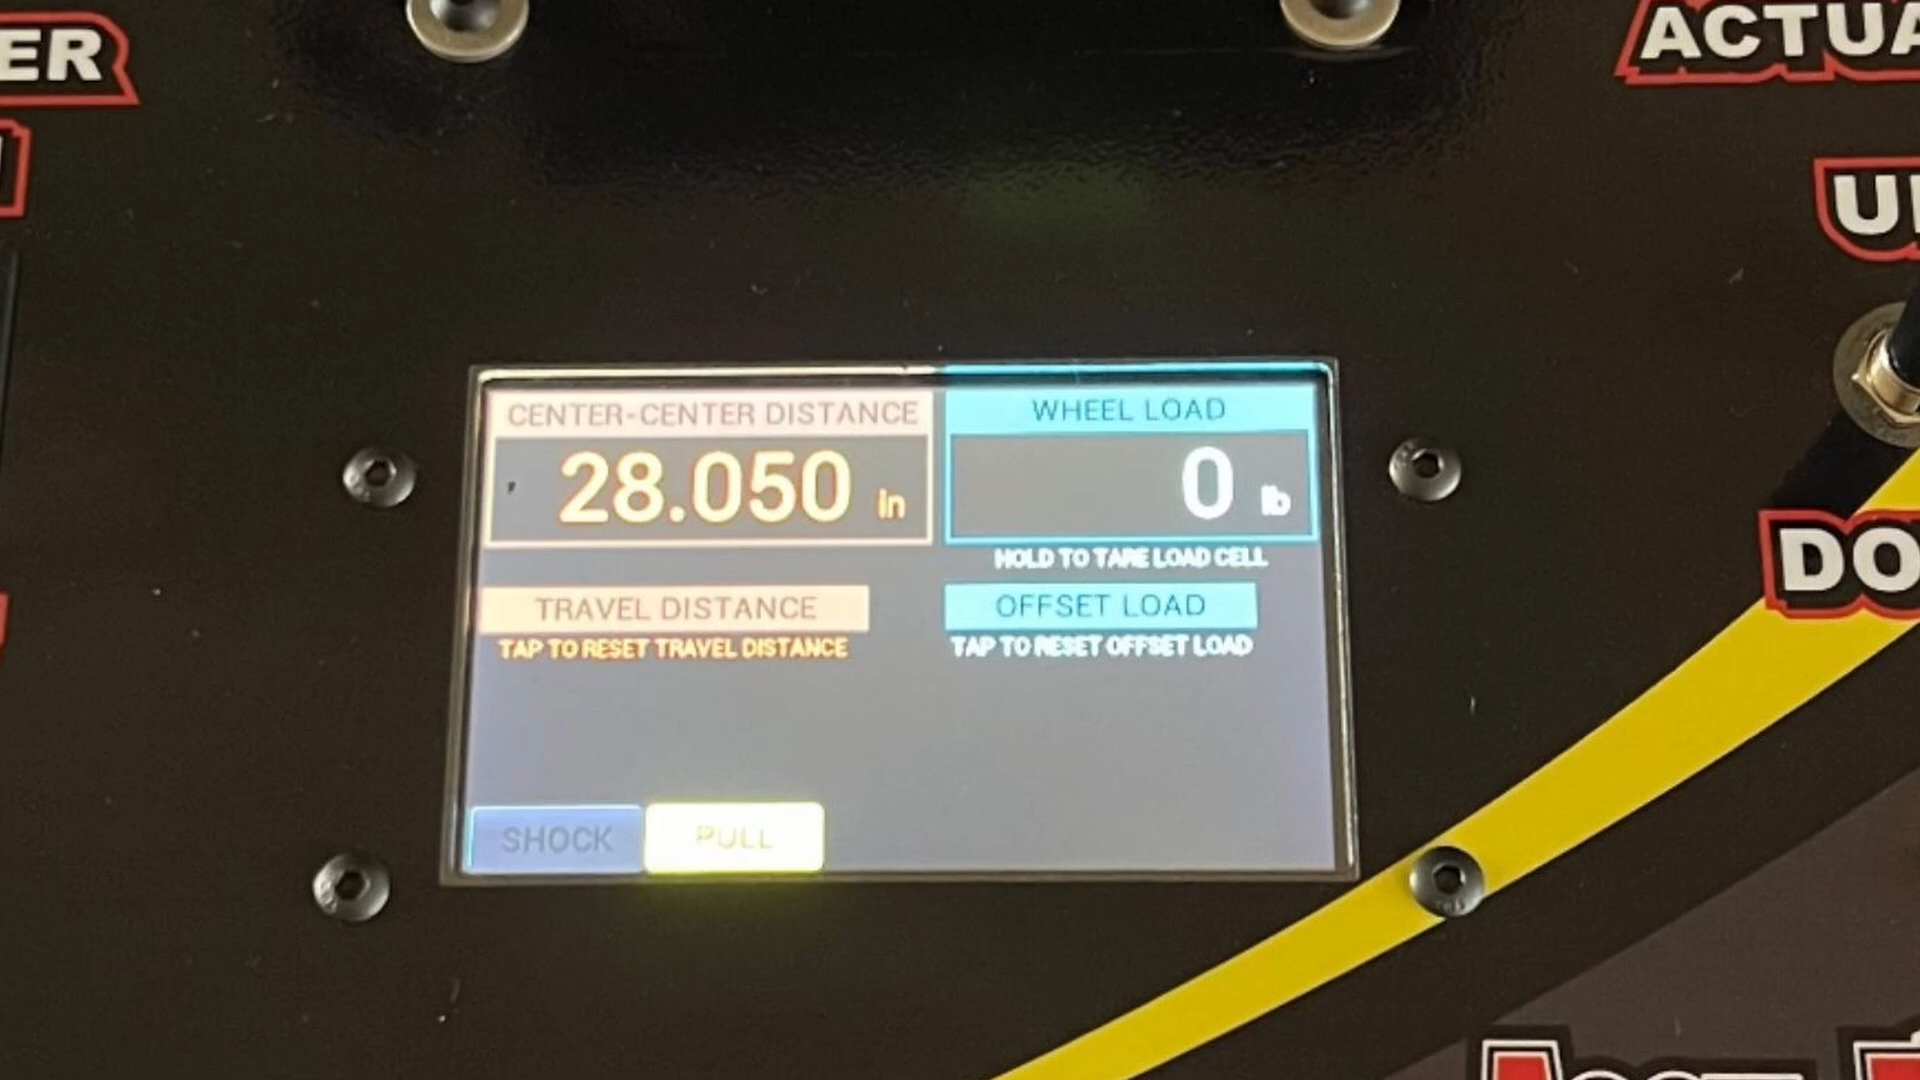 ER
ACTUA
CENTER-CENTER DISTANCE
WHEEL LOAD
28.050 in
0 lb
HOLD TO TARE LOAD CELL
DO
TRAVEL DISTANCE
OFFSET LOAD
TAP TO RESET TRAVEL DISTANCE
TAP TO RESET OFFSET LOAD
SHOCK
PULL